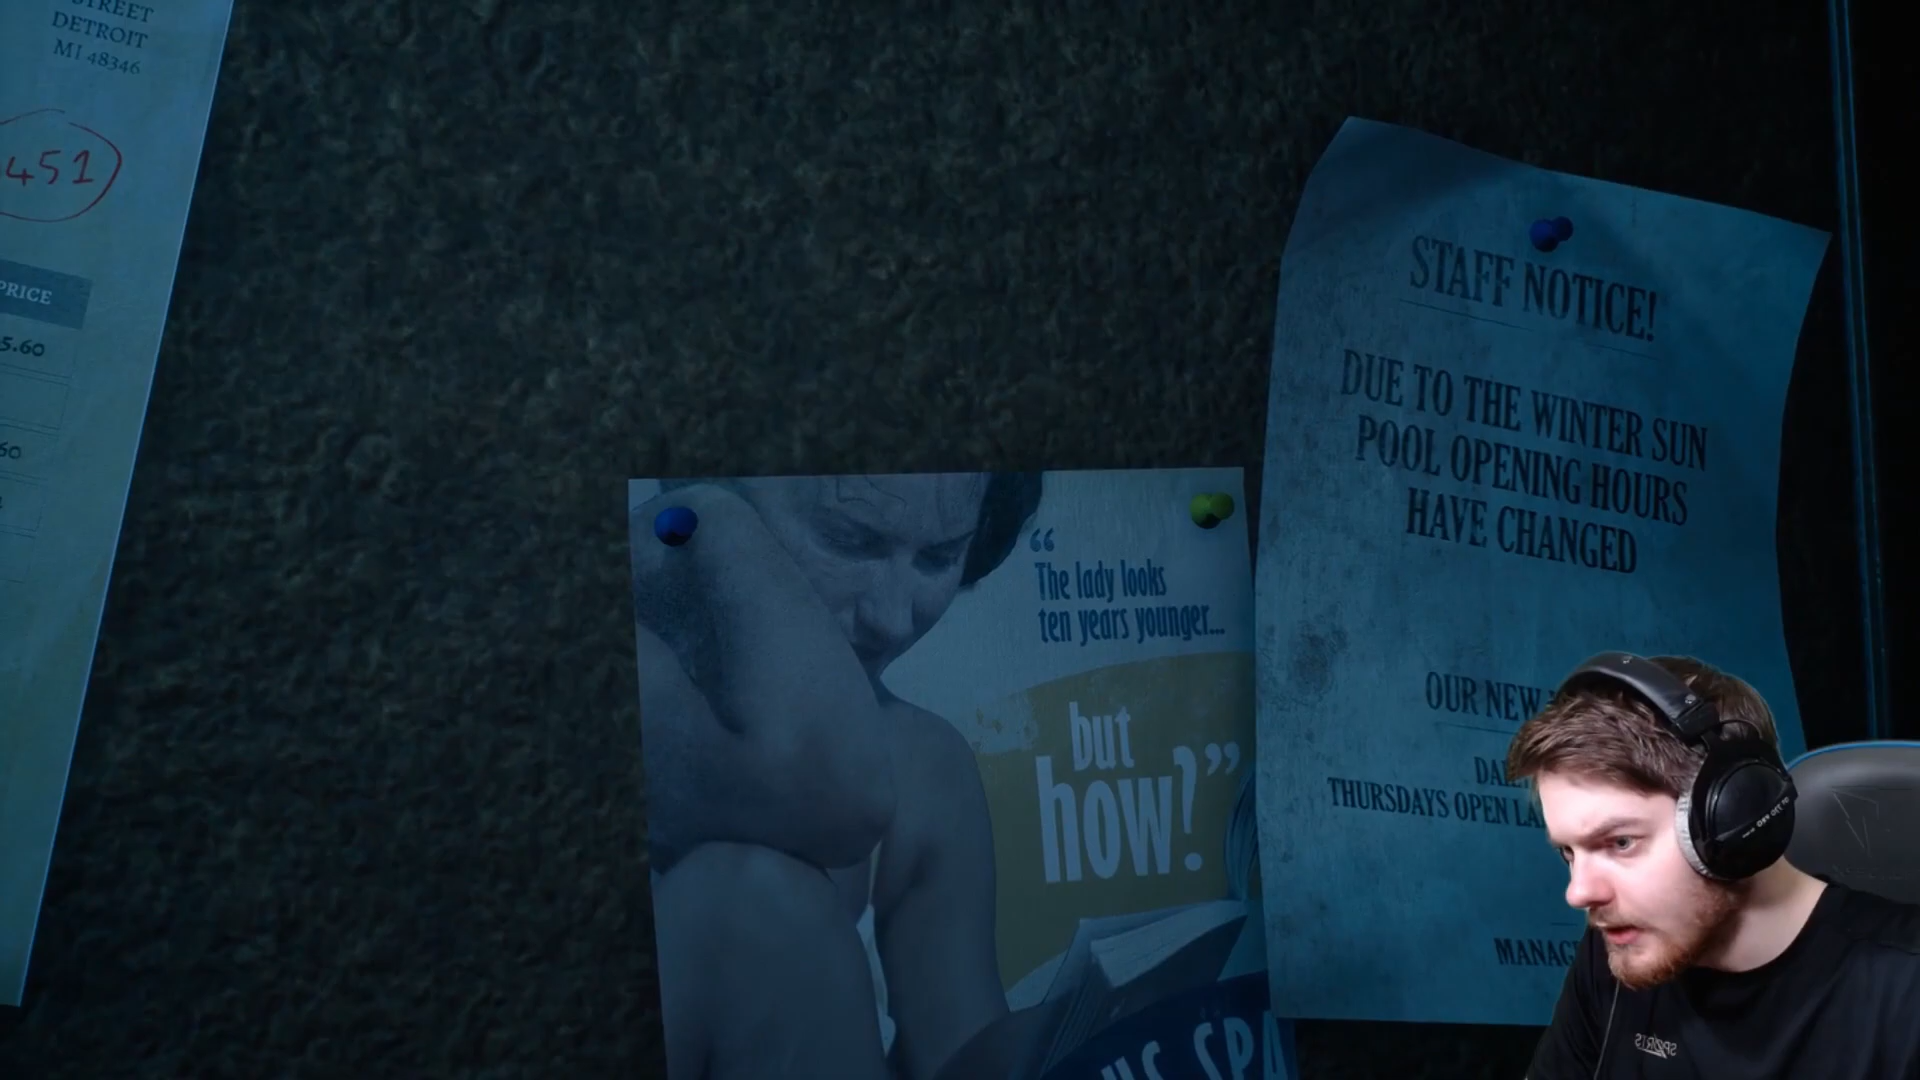 STREET
DETROIT
MI 48346
451
PRICE
5.60
60
“The lady looks
ten years younger...
but
how?”
SPA
STAFF NOTICE!
DUE TO THE WINTER SUN
POOL OPENING HOURS
HAVE CHANGED
OUR NEW
THURSDAYS OPEN